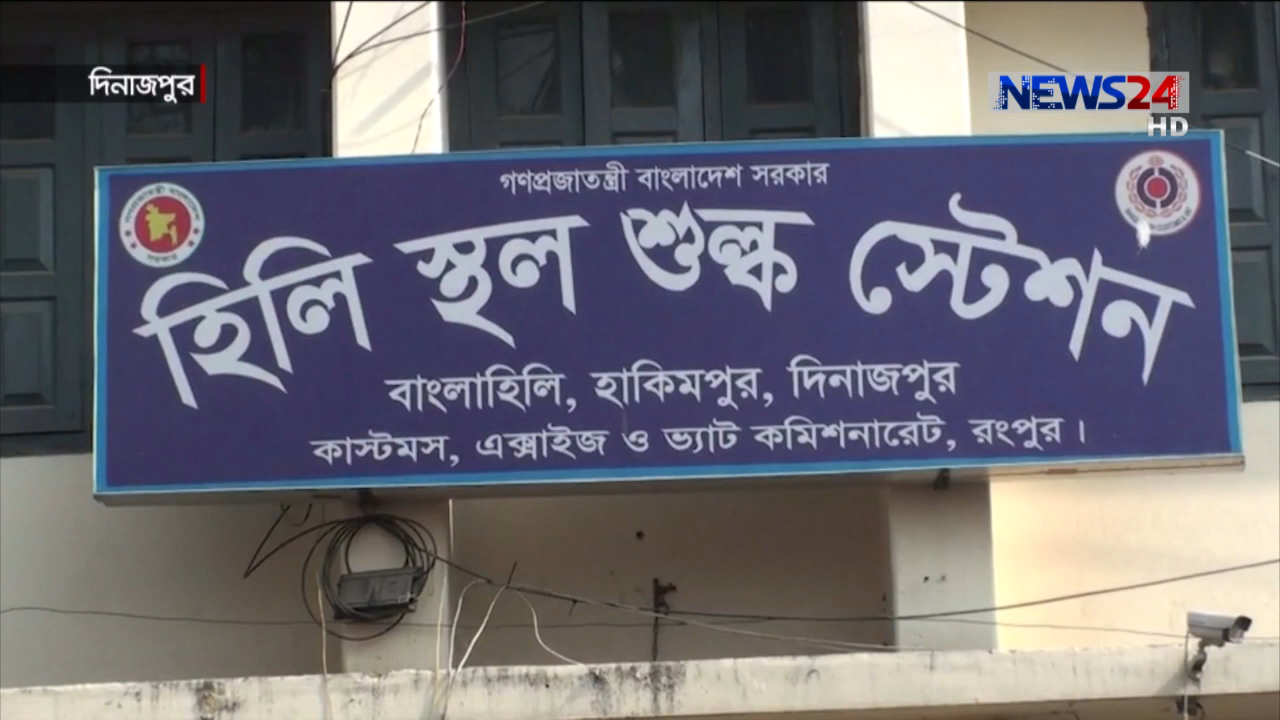 দিনাজপুর
NEWS24
HD
গণপ্রজাতন্ত্রী বাংলাদেশ সরকার
হিলি স্থল শুল্ক স্টেশন
বাংলাহিলি, হাকিমপুর, দিনাজপুর
কাস্টমস, এক্সাইজ ও ভ্যাট কমিশনারেট, রংপুর।